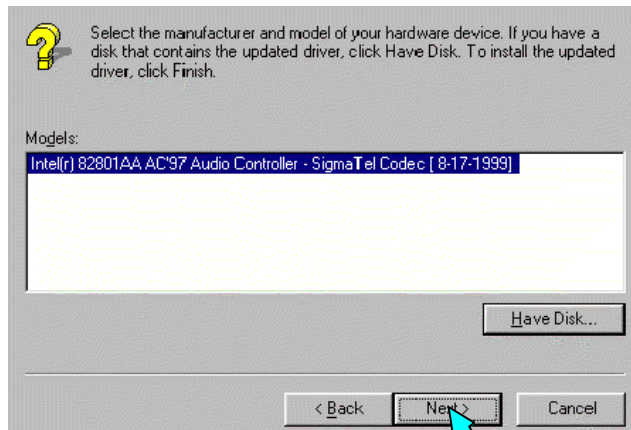 Select the manufacturer and model of your hardware device. If you have a
disk that contains the updated driver, click Have Disk. To install the updated
driver, click Finish.
Models:
Intel(r) 82801AA AC'97 Audio Controller - SigmaTel Codec [ 8-17-1999]
Have Disk...
< Back
Next >
Cancel